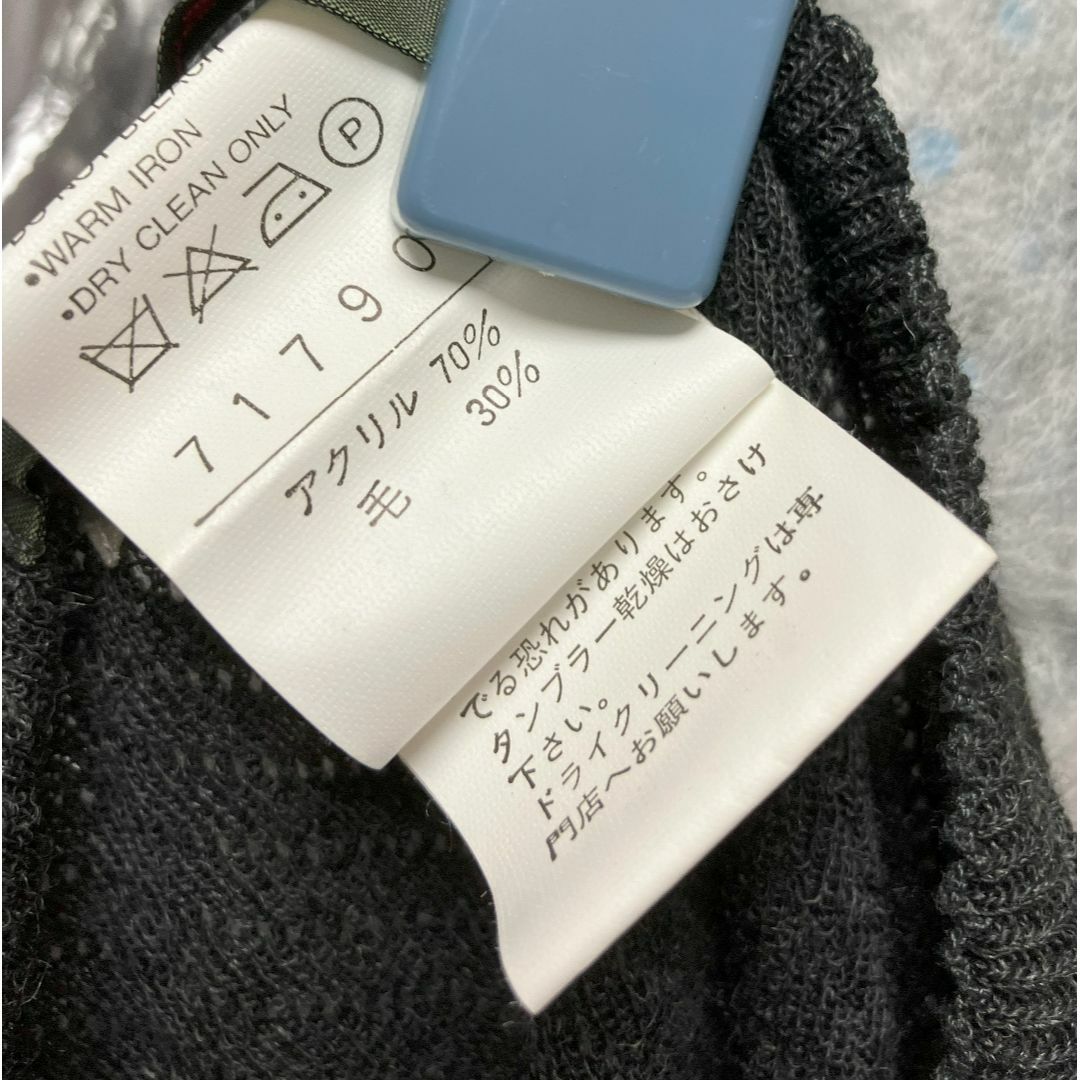 DO NOT BLEACH
•WARM IRON
•DRY CLEAN ONLY
P
7 1 7 9 0
アクリル 70%
毛 30%
でる恐れがあります。
タンブラー乾燥はおさけ
下さい。
ドライクリーニングは専
門店へお願いします。